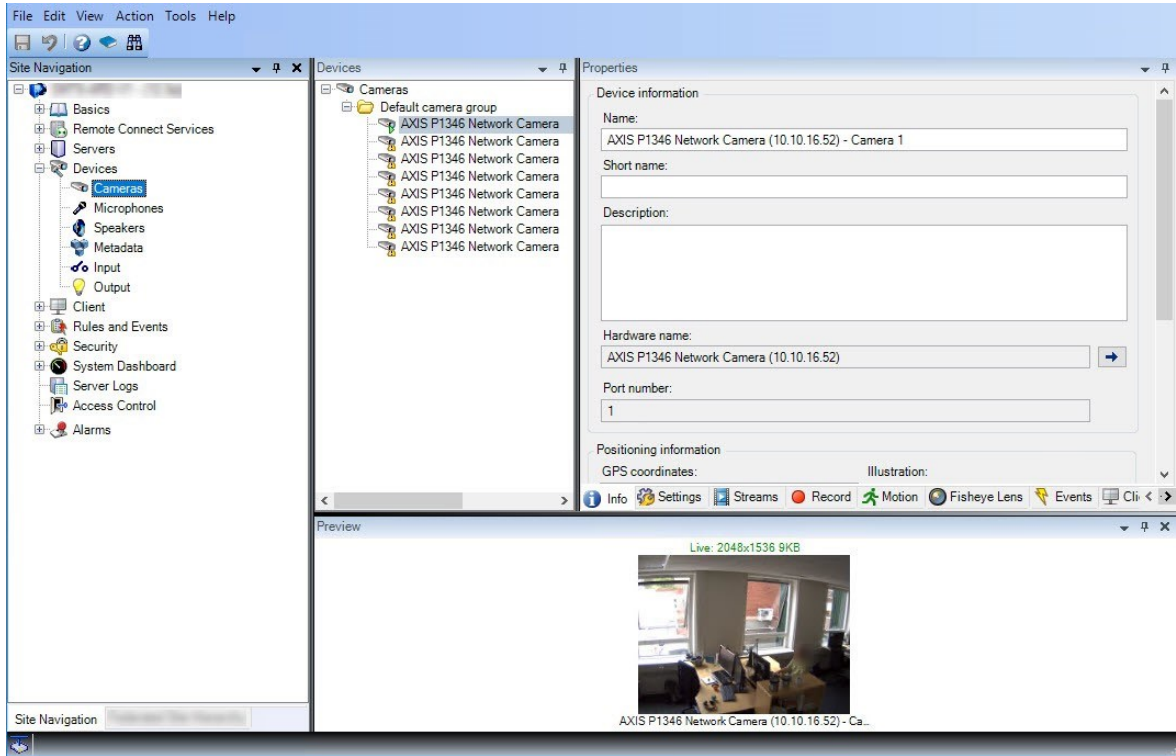 File Edit View Action Tools Help
Site Navigation
Basics
Remote Connect Services
Servers
Devices
Cameras
Microphones
Speakers
Metadata
Input
Output
Client
Rules and Events
Security
System Dashboard
Server Logs
Access Control
Alarms
Site Navigation
Devices
Cameras
Default camera group
AXIS P1346 Network Camera
AXIS P1346 Network Camera
AXIS P1346 Network Camera
AXIS P1346 Network Camera
AXIS P1346 Network Camera
AXIS P1346 Network Camera
AXIS P1346 Network Camera
AXIS P1346 Network Camera
Properties
Device information
Name:
AXIS P1346 Network Camera (10.10.16.52) - Camera 1
Short name:
Description:
Hardware name:
AXIS P1346 Network Camera (10.10.16.52)
Port number:
1
Positioning information
GPS coordinates: Illustration:
Info Settings Streams Record Motion Fisheye Lens Events Cli
Preview
Live: 2048x1536 9KB
AXIS P1346 Network Camera (10.10.16.52) - Ca...